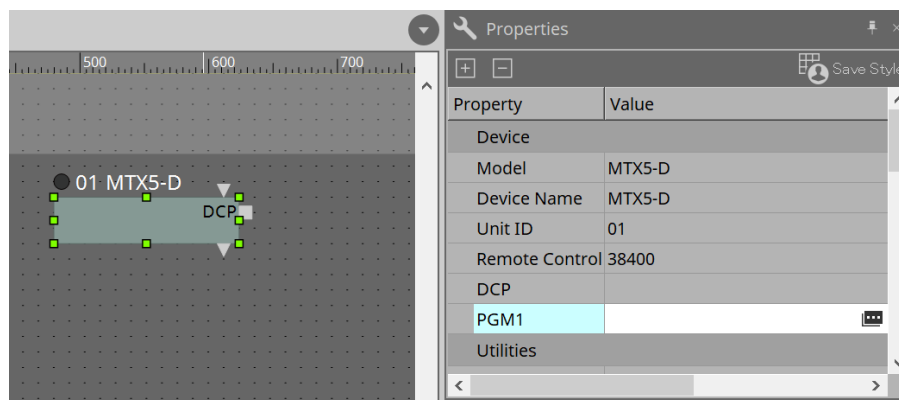 Properties
500 600 700
Save Style
Property Value
Device
01 MTX5-D
Model MTX5-D
DCP
Device Name MTX5-D
Unit ID 01
Remote Control 38400
DCP
PGM1
Utilities